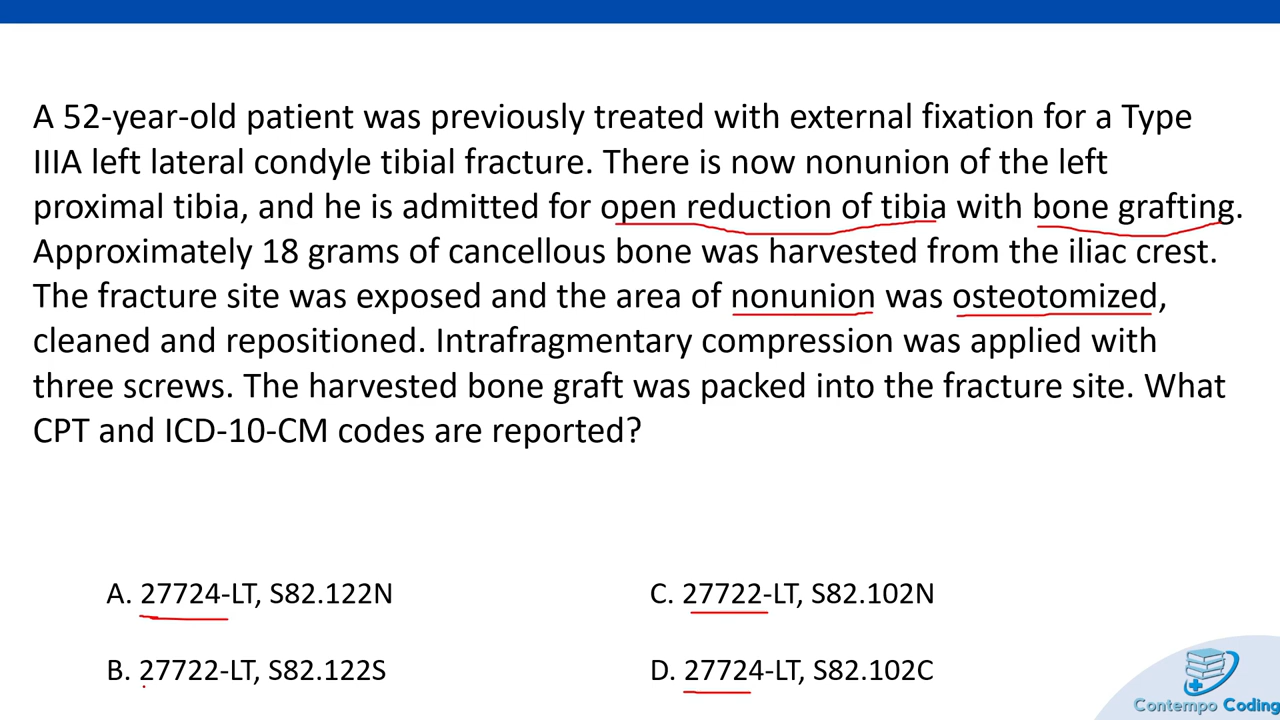 A 52-year-old patient was previously treated with external fixation for a Type
IIIA left lateral condyle tibial fracture. There is now nonunion of the left
proximal tibia, and he is admitted for open reduction of tibia with bone grafting.
Approximately 18 grams of cancellous bone was harvested from the iliac crest.
The fracture site was exposed and the area of nonunion was osteotomized,
cleaned and repositioned. Intrafragmentary compression was applied with
three screws. The harvested bone graft was packed into the fracture site. What
CPT and ICD-10-CM codes are reported?
A. 27724-LT, S82.122N
C. 27722-LT, S82.102N
B. 27722-LT, S82.122S
D. 27724-LT, S82.102C
Contempo Coding